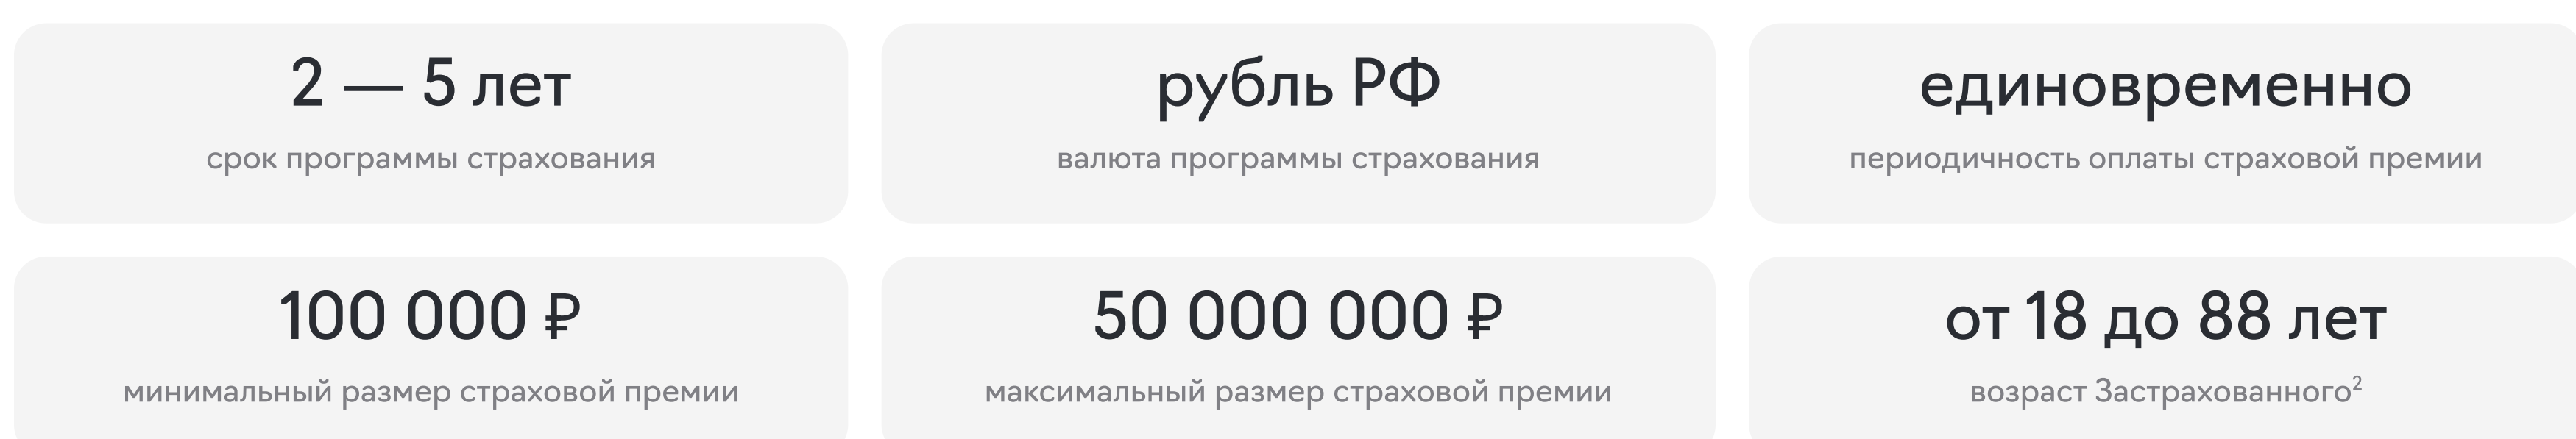 2 — 5 лет
срок программы страхования
рубль РФ
валюта программы страхования
единовременно
периодичность оплаты страховой премии
100 000 ₽
минимальный размер страховой премии
50 000 000 ₽
максимальный размер страховой премии
от 18 до 88 лет
возраст Застрахованного²